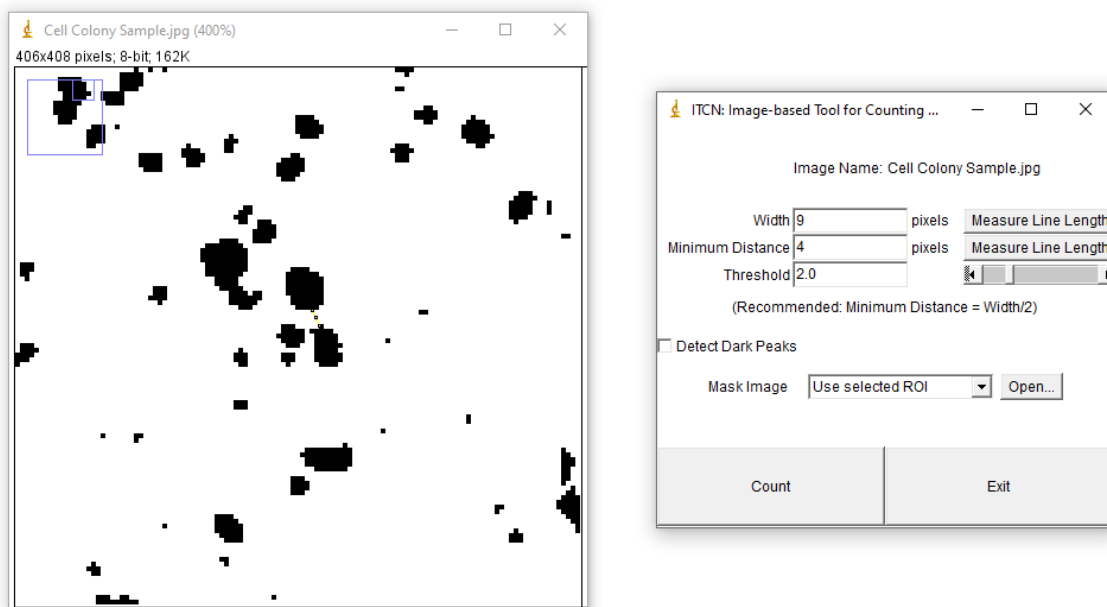 Cell Colony Sample.jpg (400%)
406x408 pixels; 8-bit; 162K
ITCN: Image-based Tool for Counting ...
Image Name: Cell Colony Sample.jpg
Width 9 pixels Measure Line Length
Minimum Distance 4 pixels Measure Line Length
Threshold 2.0
(Recommended: Minimum Distance = Width/2)
Detect Dark Peaks
Mask Image Use selected ROI Open...
Count Exit